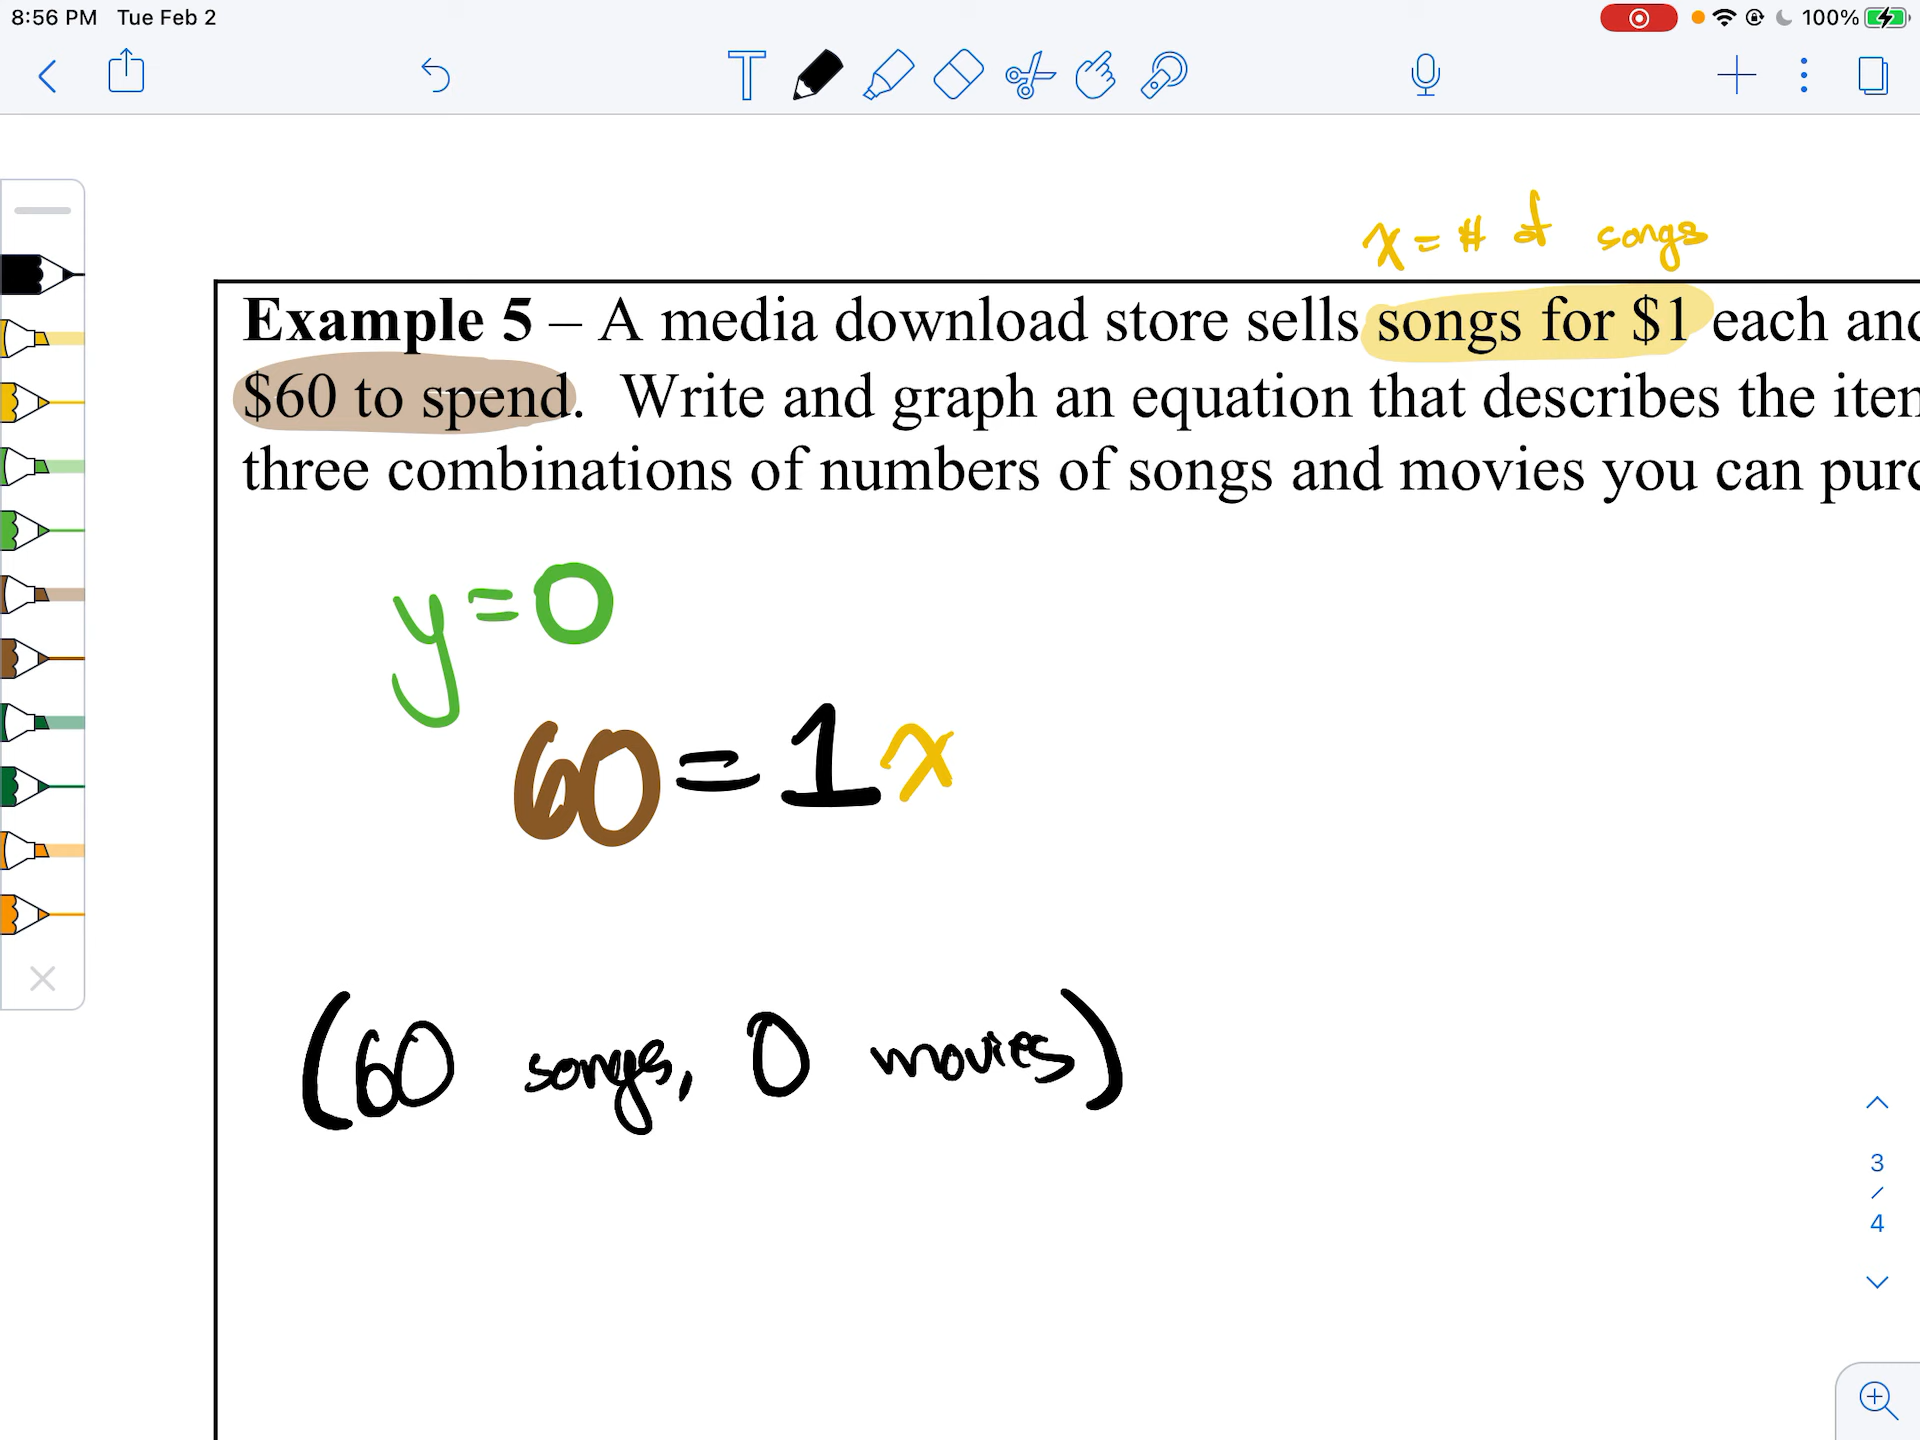 8:56 PM Tue Feb 2 100%
x = # of songs
Example 5 – A media download store sells songs for $1 each and
$60 to spend. Write and graph an equation that describes the
three combinations of numbers of songs and movies you can
y=0
60=1x
(60 songs, 0 movies)
3
/
4